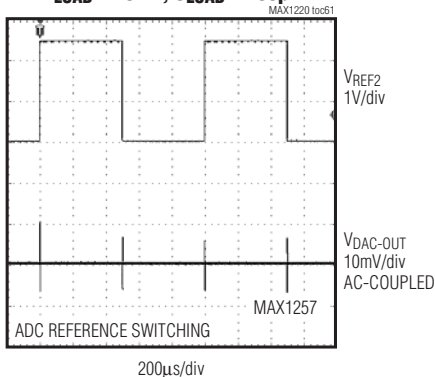 MAX1220 toc61
VREF2
1V/div
VDAC-OUT
10mV/div
AC-COUPLED
MAX1257
ADC REFERENCE SWITCHING
200µs/div